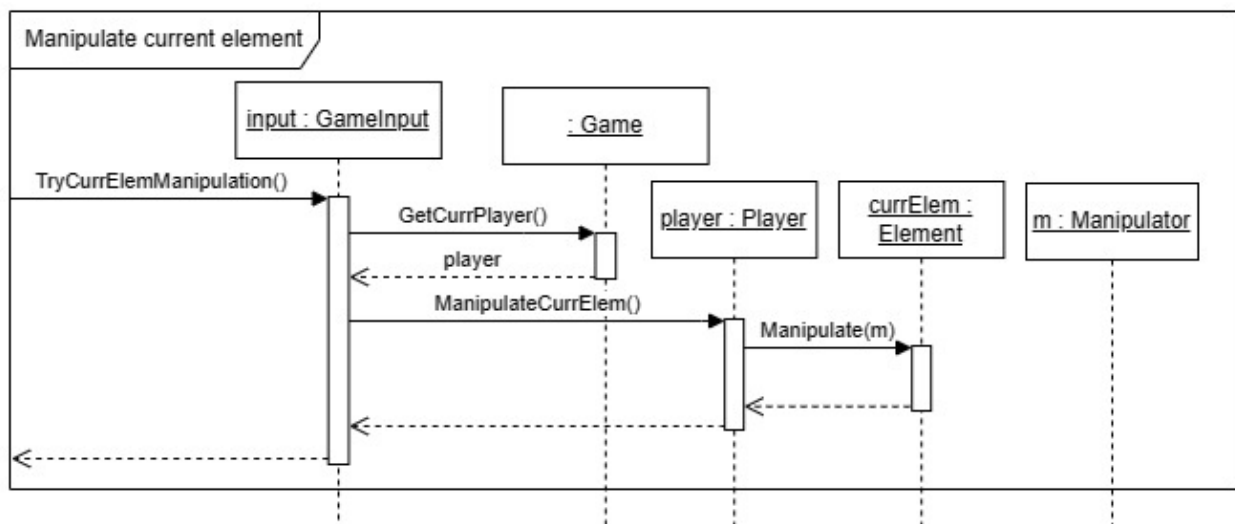 Manipulate current element
input : GameInput
: Game
TryCurrElemManipulation()
GetCurrPlayer()
player : Player
currElem :
Element
m : Manipulator
player
ManipulateCurrElem()
Manipulate(m)